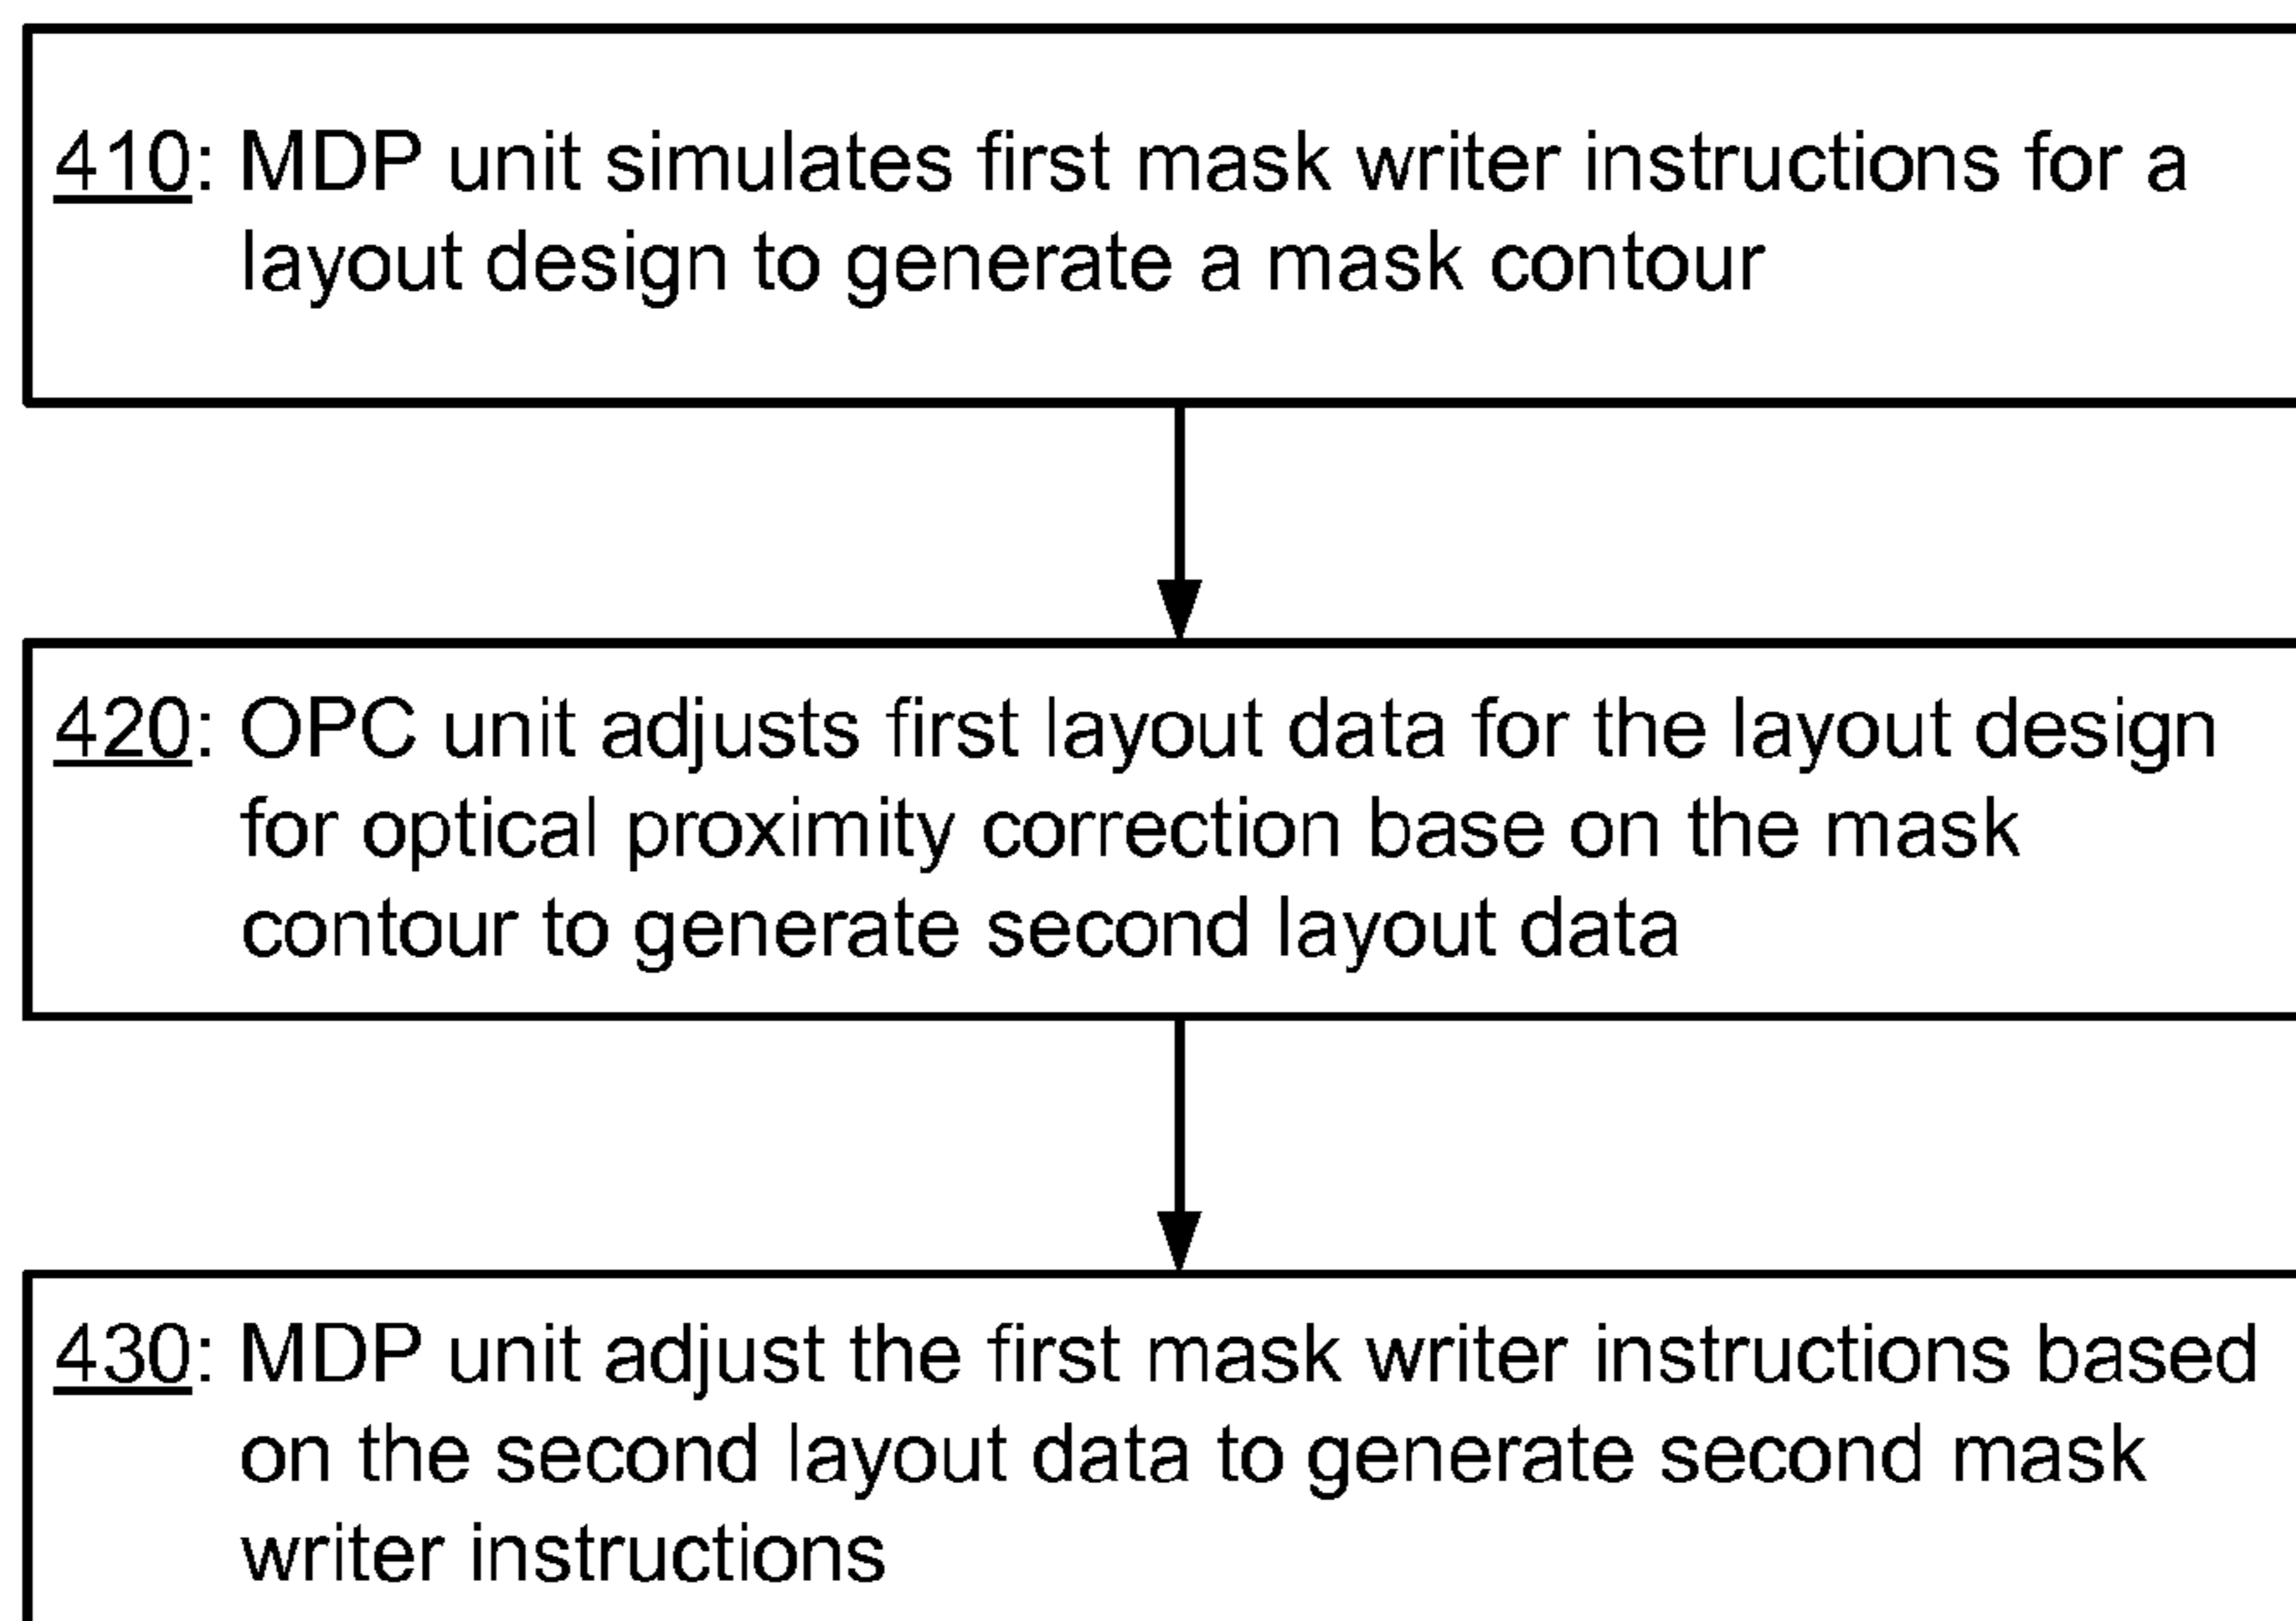 410: MDP unit simulates first mask writer instructions for a
layout design to generate a mask contour
420: OPC unit adjusts first layout data for the layout design
for optical proximity correction base on the mask
contour to generate second layout data
430: MDP unit adjust the first mask writer instructions based
on the second layout data to generate second mask
writer instructions